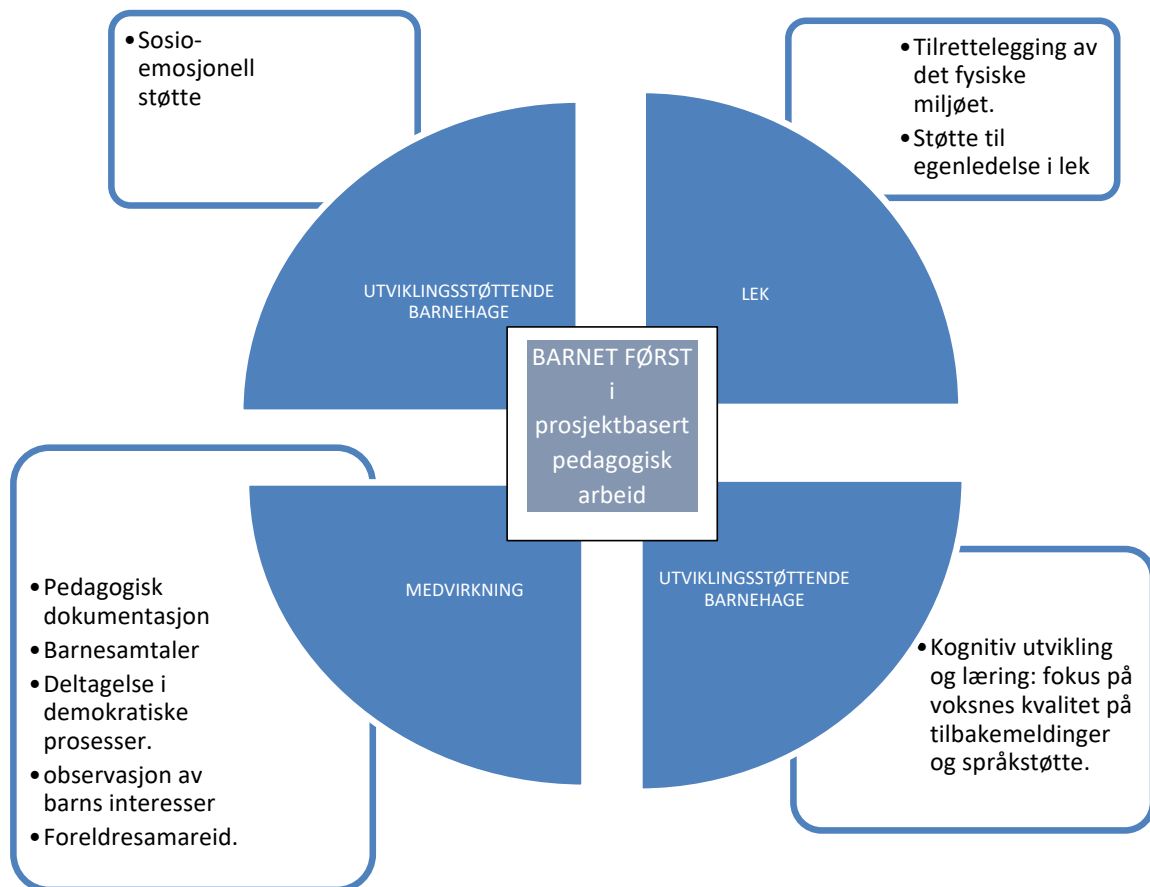 •Sosio-
emosjonell
støtte
•Tilrettelegging av
det fysiske
miljøet.
•Støtte til
egenledelse i lek
UTVIKLINGSSTØTTENDE
BARNEHAGE
LEK
BARNET FØRST
i
prosjektbasert
pedagogisk
arbeid
MEDVIRKNING
UTVIKLINGSSTØTTENDE
BARNEHAGE
•Pedagogisk
dokumentasjon
•Barnesamtaler
•Deltagelse i
demokratiske
prosesser.
•observasjon av
barns interesser
•Foreldresamareid.
•Kognitiv utvikling
og læring: fokus på
voksnes kvalitet på
tilbakemeldinger
og språkstøtte.